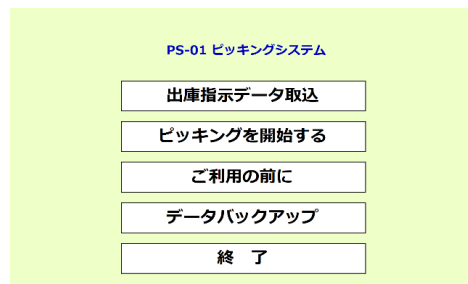 PS-01 ピッキングシステム
出庫指示データ取込
ピッキングを開始する
ご利用の前に
データバックアップ
終　了